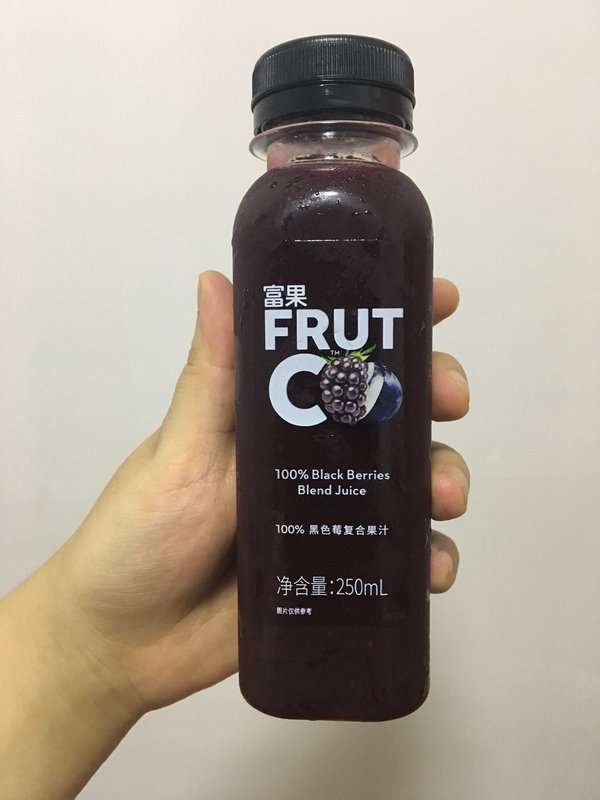 富果
FRUT
CO
TM
100% Black Berries
Blend Juice
100% 黑色莓复合果汁
净含量:250mL
图片仅供参考